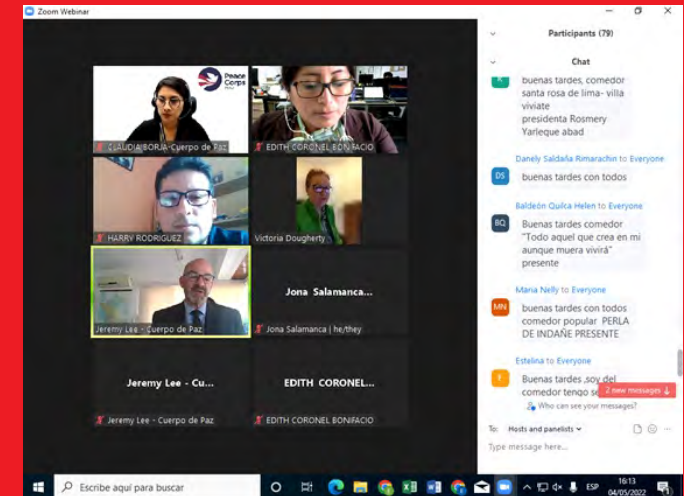 Zoom Webinar
Peace
Corps
CLAUDIA BORJA-Cuerpo de Paz
EDITH CORONEL BONIFACIO
HARRY RODRIGUEZ
Victoria Dougherty
Jeremy Lee - Cuerpo de Paz
Jona Salamanca...
Jona Salamanca | he/they
Jeremy Lee - Cu...
Jeremy Lee - Cuerpo de Paz
EDITH CORONEL...
EDITH CORONEL BONIFACIO
Participants (79)
Chat
buenas tardes, comedor
santa rosa de lima- villa
viviate
presidenta Rosmery
Yarleque abad
Danely Saldaña Rimarachin to Everyone
DS
buenas tardes con todos
Baldeón Quilca Helen to Everyone
BQ
Buenas tardes comedor
"Todo aquel que crea en mi
aunque muera vivirá"
presente
Maria Nelly to Everyone
MN
buenas tardes con todos
comedor popular PERLA
DE INDAÑE PRESENTE
Estelina to Everyone
Buenas tardes ,soy del
comedor tengo
2 new messages
Who can see your messages?
To: Hosts and panelists
Type message here...
Escribe aquí para buscar
ESP
16:13
04/05/2022